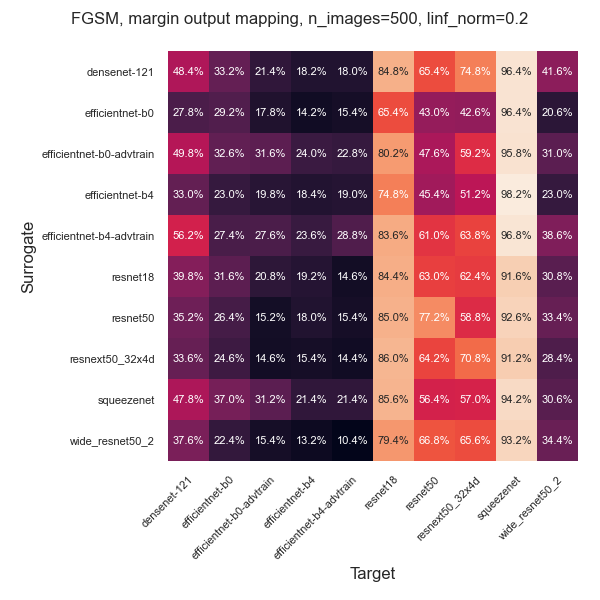 FGSM, margin output mapping, n_images=500, linf_norm=0.2
densenet-121 48.4% 33.2% 21.4% 18.2% 18.0% 84.8% 65.4% 74.8% 96.4% 41.6%
efficientnet-b0 27.8% 29.2% 17.8% 14.2% 15.4% 65.4% 43.0% 42.6% 96.4% 20.6%
efficientnet-b0-advtrain 49.8% 32.6% 31.6% 24.0% 22.8% 80.2% 47.6% 59.2% 95.8% 31.0%
efficientnet-b4 33.0% 23.0% 19.8% 18.4% 19.0% 74.8% 45.4% 51.2% 98.2% 23.0%
efficientnet-b4-advtrain 56.2% 27.4% 27.6% 23.6% 28.8% 83.6% 61.0% 63.8% 96.8% 38.6%
resnet18 39.8% 31.6% 20.8% 19.2% 14.6% 84.4% 63.0% 62.4% 91.6% 30.8%
resnet50 35.2% 26.4% 15.2% 18.0% 15.4% 85.0% 77.2% 58.8% 92.6% 33.4%
resnext50_32x4d 33.6% 24.6% 14.6% 15.4% 14.4% 86.0% 64.2% 70.8% 91.2% 28.4%
squeezenet 47.8% 37.0% 31.2% 21.4% 21.4% 85.6% 56.4% 57.0% 94.2% 30.6%
wide_resnet50_2 37.6% 22.4% 15.4% 13.2% 10.4% 79.4% 66.8% 65.6% 93.2% 34.4%
Surrogate
densenet-121
efficientnet-b0
efficientnet-b0-advtrain
efficientnet-b4
efficientnet-b4-advtrain
resnet18
resnet50
resnext50_32x4d
squeezenet
wide_resnet50_2
Target